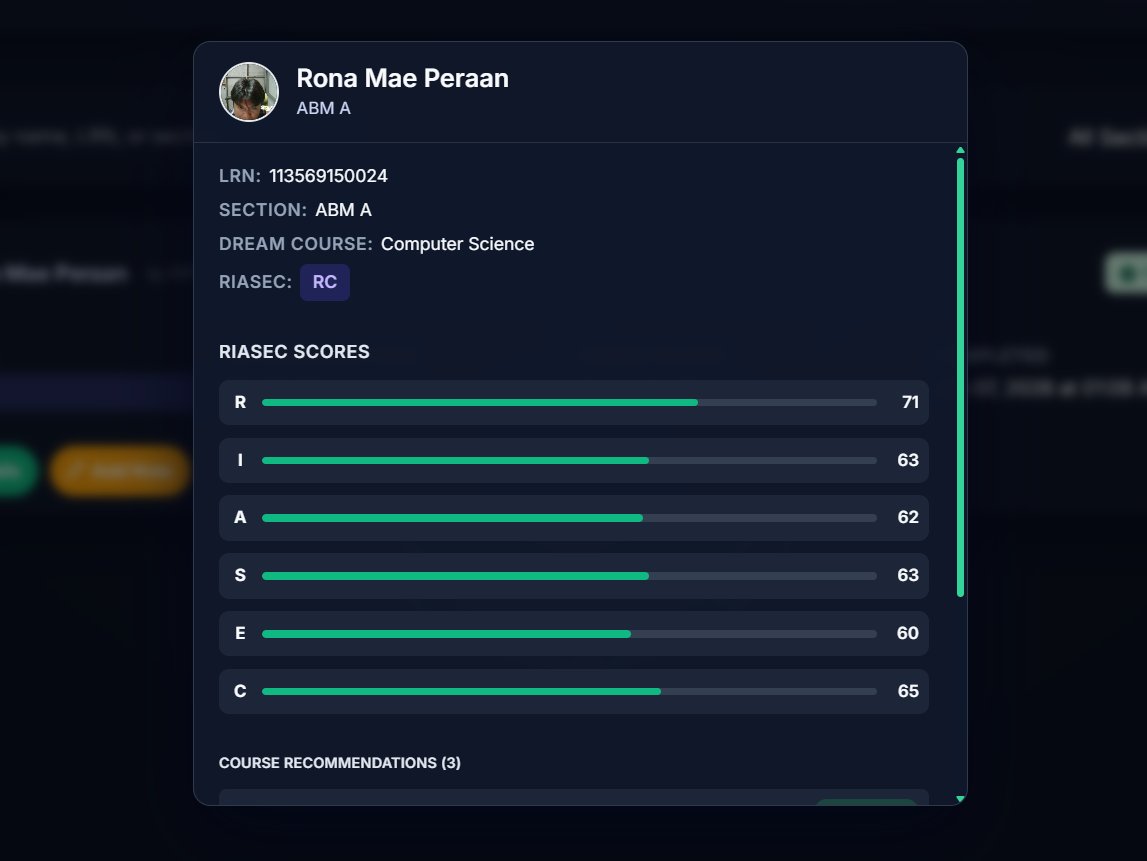 Rona Mae Peraan
ABM A
LRN: 113569150024
SECTION: ABM A
DREAM COURSE: Computer Science
RIASEC: RC
RIASEC SCORES
R 71
I 63
A 62
S 63
E 60
C 65
COURSE RECOMMENDATIONS (3)